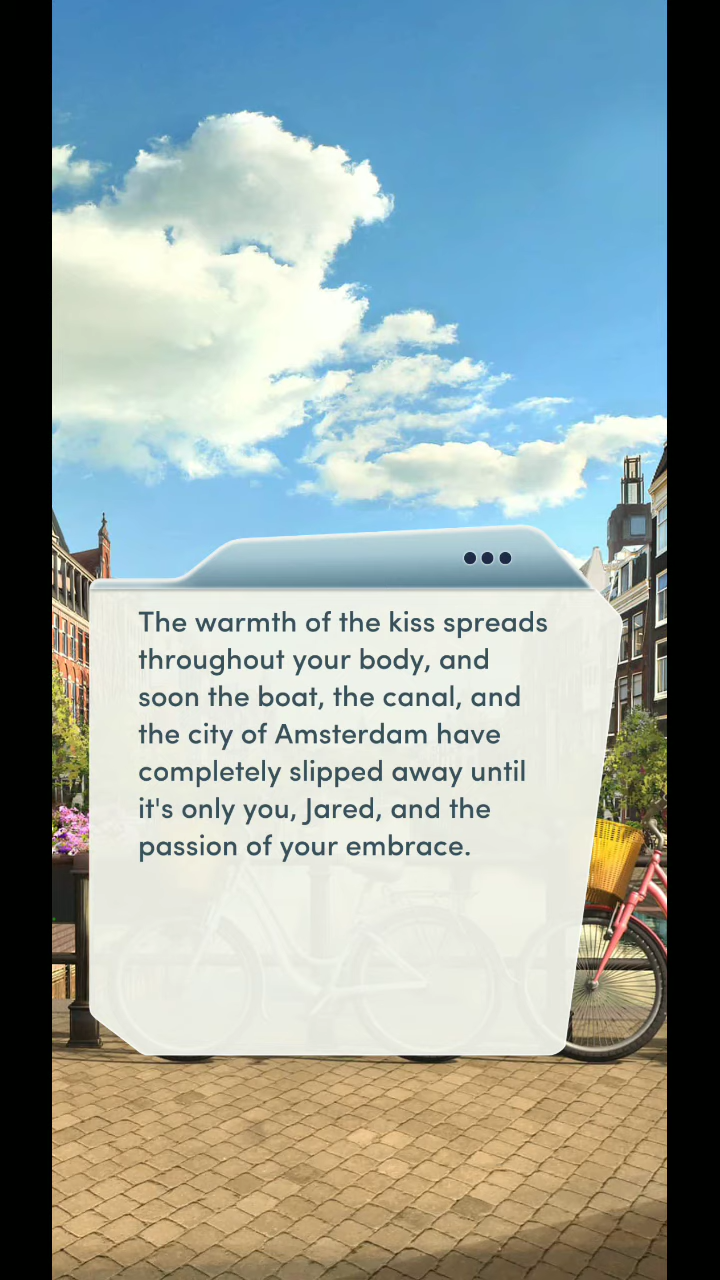 The warmth of the kiss spreads
throughout your body, and
soon the boat, the canal, and
the city of Amsterdam have
completely slipped away until
it's only you, Jared, and the
passion of your embrace.